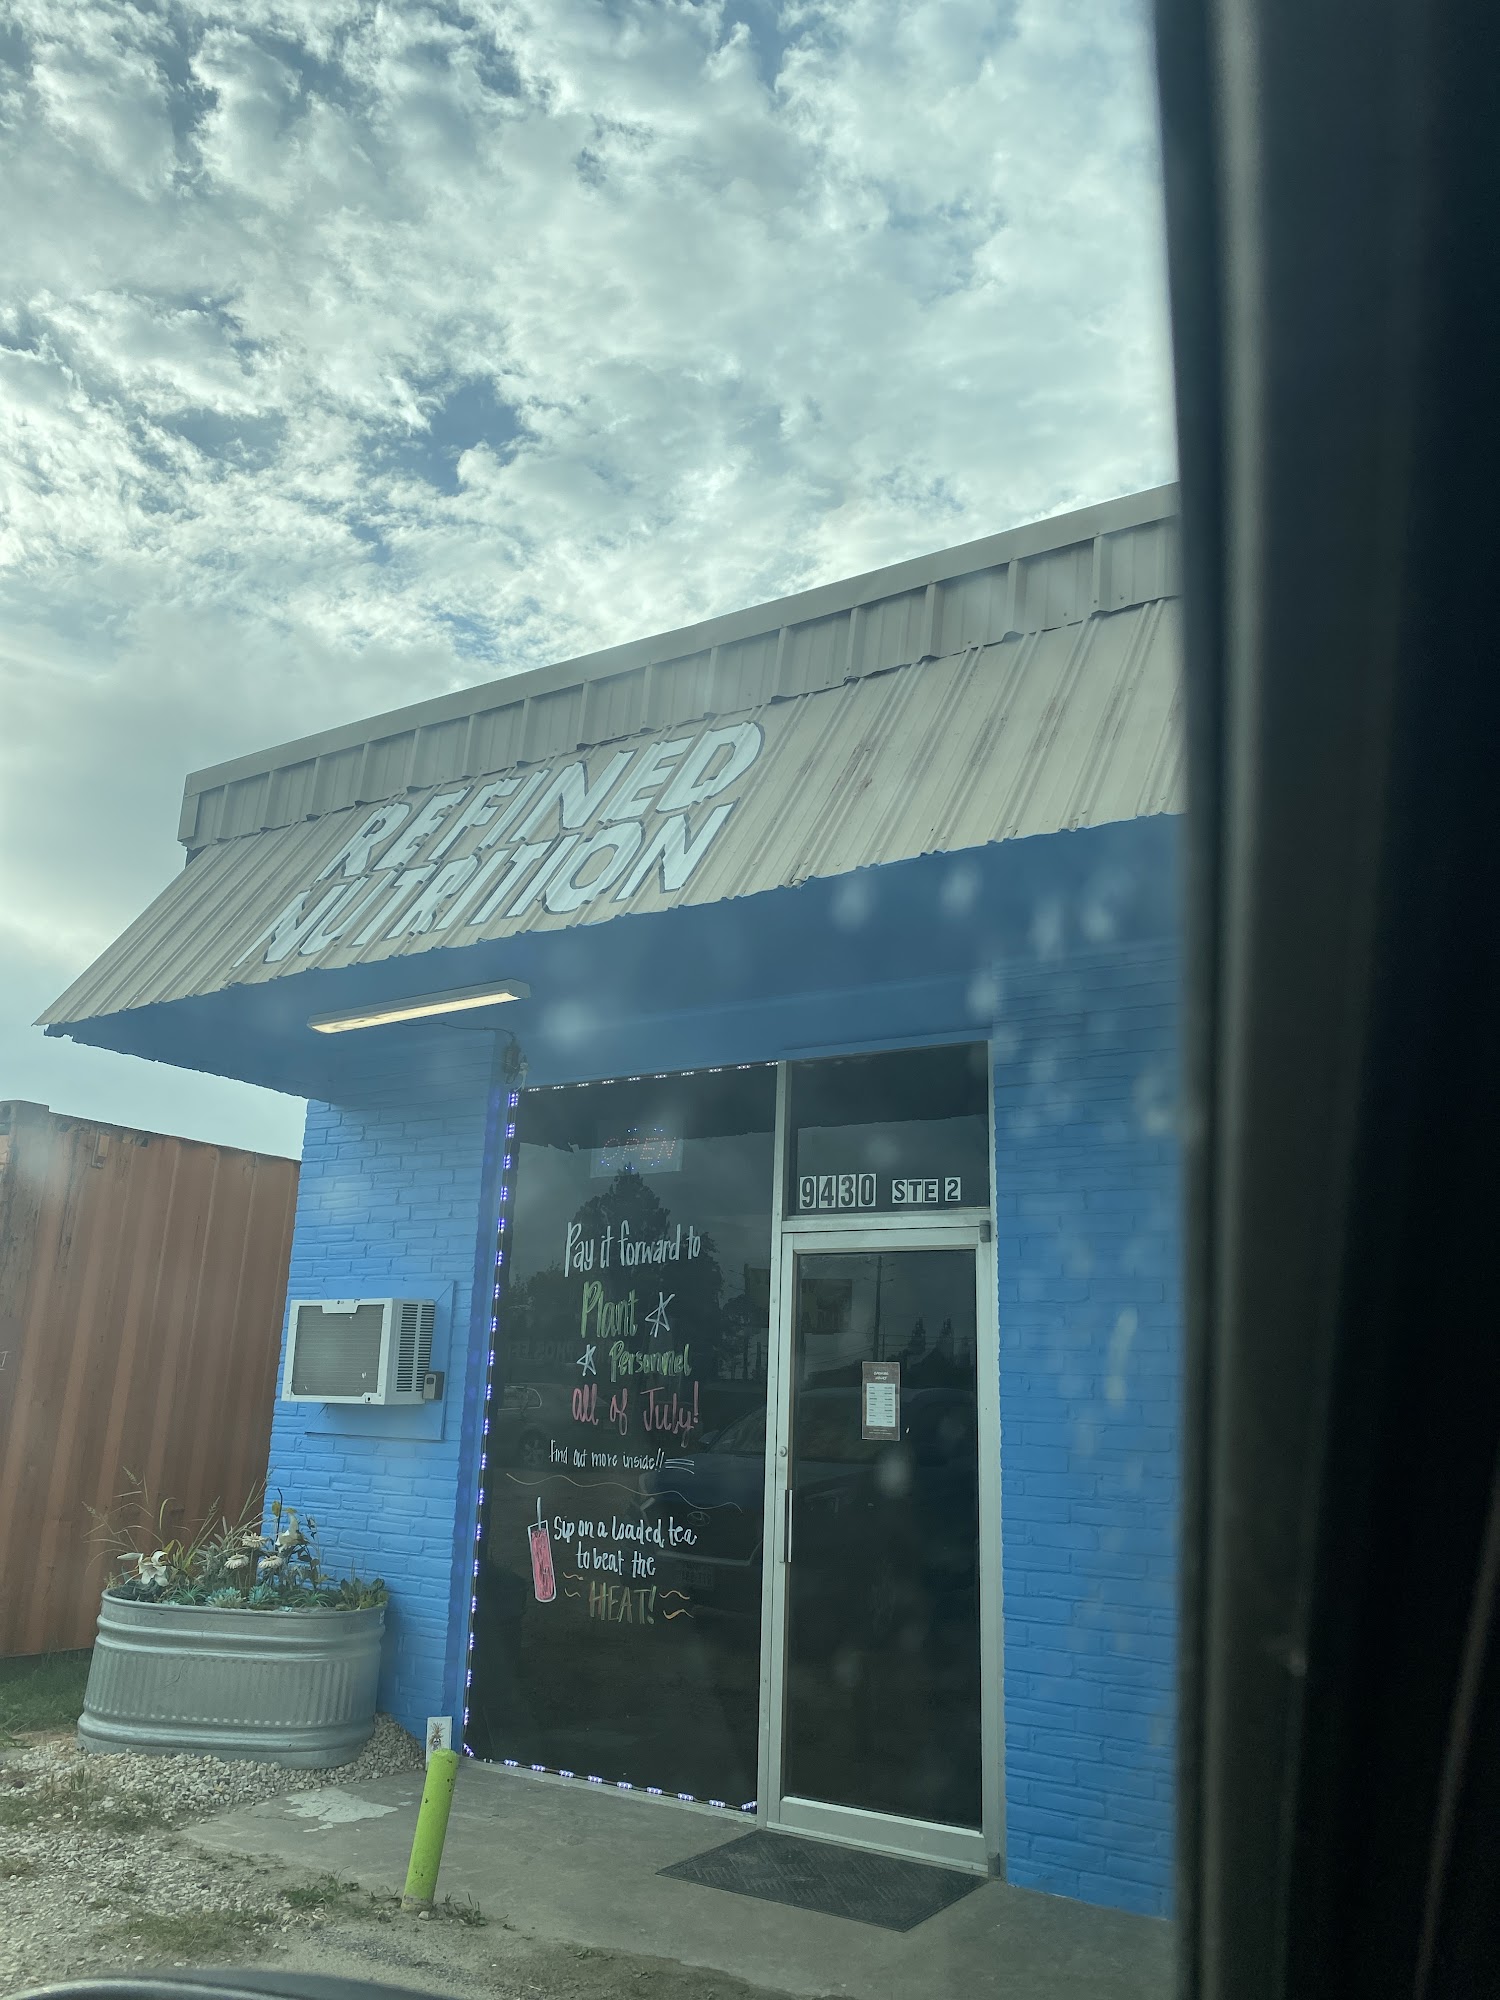 REFINED
NUTRITION
OPEN
9430 STE 2
Pay it forward to
Plant
Personnel
all of July!
Find out more inside!!
Sip on a loaded tea
to beat the
HEAT!